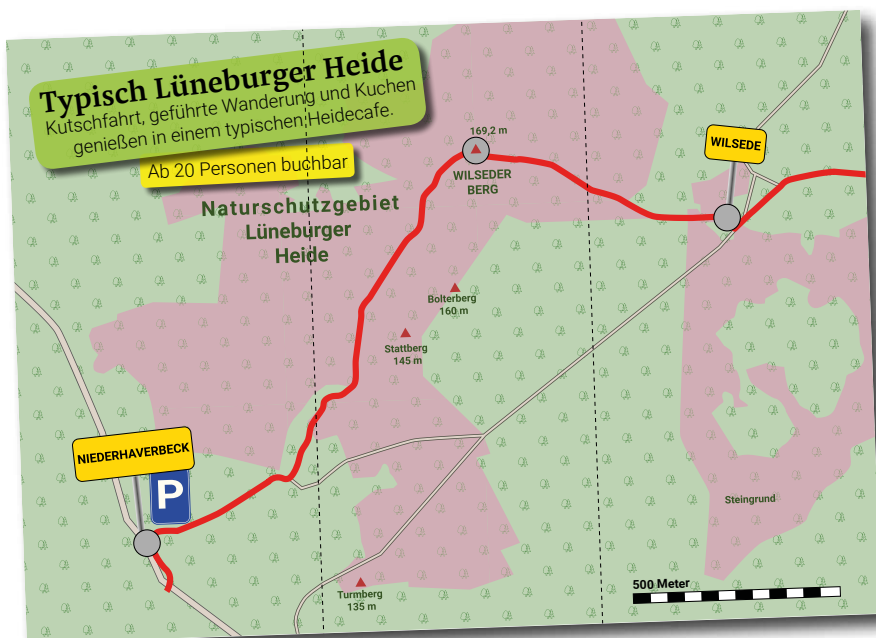 Typisch Lüneburger Heide
Kutschfahrt, geführte Wanderung und Kuchen
genießen in einem typischen Heidecafe.
Ab 20 Personen buchbar
169,2 m
WILSEDER
BERG
WILSEDE
Naturschutzgebiet
Lüneburger
Heide
Bolterberg
160 m
Stattberg
145 m
NIEDERHAVERBECK
P
Steingrund
Turmberg
135 m
500 Meter